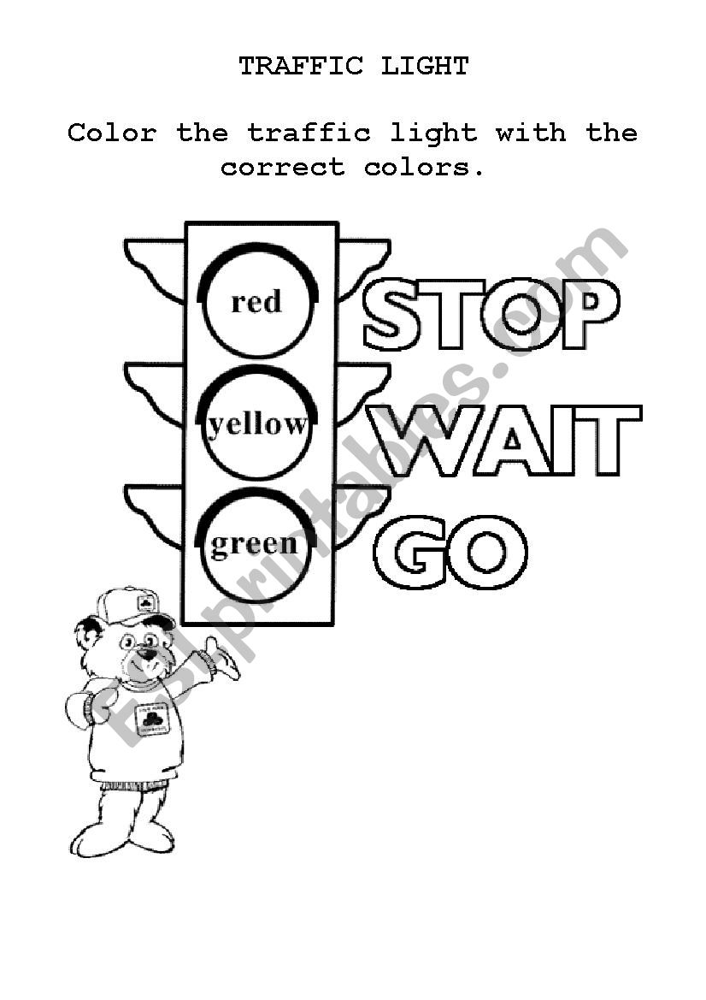 TRAFFIC LIGHT
Color the traffic light with the
correct colors.
red
STOP
yellow
WAIT
green
GO
ESLprintables.com